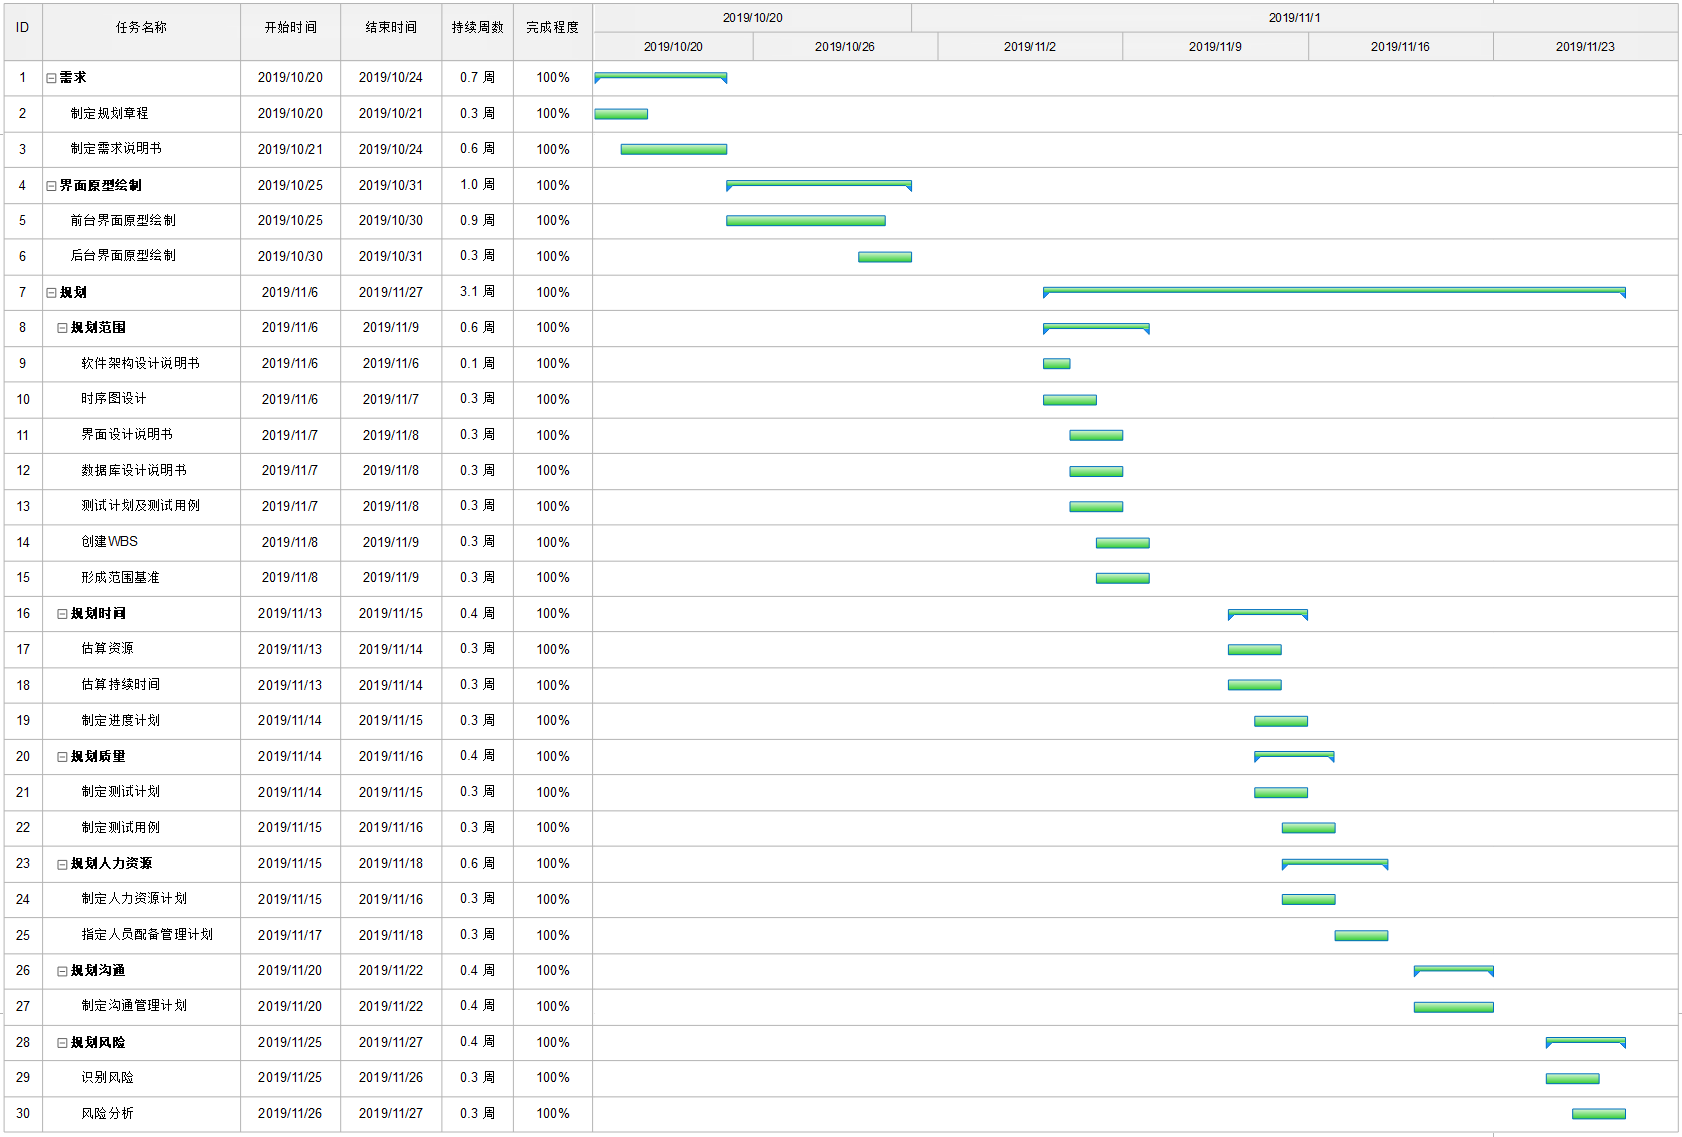 ID 任务名称 开始时间 结束时间 持续周数 完成程度 2019/10/20 2019/11/1
2019/10/20 2019/10/26 2019/11/2 2019/11/9 2019/11/16 2019/11/23
1 需求 2019/10/20 2019/10/24 0.7 周 100%
2 制定规划章程 2019/10/20 2019/10/21 0.3 周 100%
3 制定需求说明书 2019/10/21 2019/10/24 0.6 周 100%
4 界面原型绘制 2019/10/25 2019/10/31 1.0 周 100%
5 前台界面原型绘制 2019/10/25 2019/10/30 0.9 周 100%
6 后台界面原型绘制 2019/10/30 2019/10/31 0.3 周 100%
7 规划 2019/11/6 2019/11/27 3.1 周 100%
8 规划范围 2019/11/6 2019/11/9 0.6 周 100%
9 软件架构设计说明书 2019/11/6 2019/11/6 0.1 周 100%
10 时序图设计 2019/11/6 2019/11/7 0.3 周 100%
11 界面设计说明书 2019/11/7 2019/11/8 0.3 周 100%
12 数据库设计说明书 2019/11/7 2019/11/8 0.3 周 100%
13 测试计划及测试用例 2019/11/7 2019/11/8 0.3 周 100%
14 创建WBS 2019/11/8 2019/11/9 0.3 周 100%
15 形成范围基准 2019/11/8 2019/11/9 0.3 周 100%
16 规划时间 2019/11/13 2019/11/15 0.4 周 100%
17 估算资源 2019/11/13 2019/11/14 0.3 周 100%
18 估算持续时间 2019/11/13 2019/11/14 0.3 周 100%
19 制定进度计划 2019/11/14 2019/11/15 0.3 周 100%
20 规划质量 2019/11/14 2019/11/16 0.4 周 100%
21 制定测试计划 2019/11/14 2019/11/15 0.3 周 100%
22 制定测试用例 2019/11/15 2019/11/16 0.3 周 100%
23 规划人力资源 2019/11/15 2019/11/18 0.6 周 100%
24 制定人力资源计划 2019/11/15 2019/11/16 0.3 周 100%
25 指定人员配备管理计划 2019/11/17 2019/11/18 0.3 周 100%
26 规划沟通 2019/11/20 2019/11/22 0.4 周 100%
27 制定沟通管理计划 2019/11/20 2019/11/22 0.4 周 100%
28 规划风险 2019/11/25 2019/11/27 0.4 周 100%
29 识别风险 2019/11/25 2019/11/26 0.3 周 100%
30 风险分析 2019/11/26 2019/11/27 0.3 周 100%